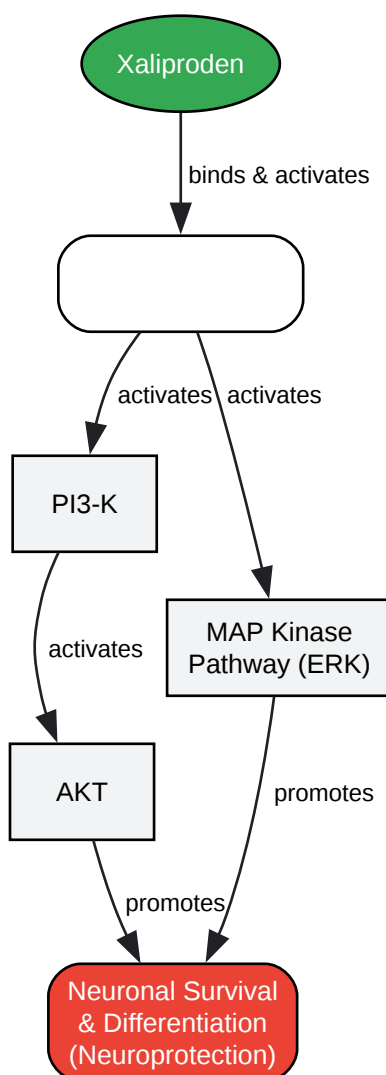 Xaliproden
binds & activates
activates
activates
PI3-K
MAP Kinase
Pathway (ERK)
activates
AKT
promotes
promotes
Neuronal Survival
& Differentiation
(Neuroprotection)